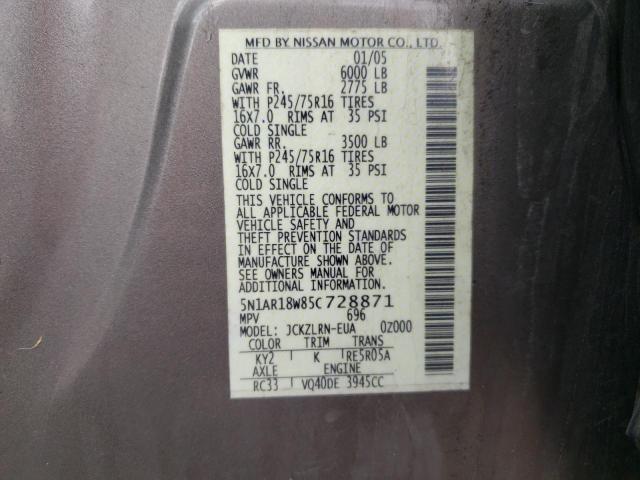 MFD BY NISSAN MOTOR CO., LTD.
DATE 01/05
GVWR 6000 LB
GAWR FR. 2775 LB
WITH P245/75R16 TIRES
16X7.0 RIMS AT 35 PSI
COLD SINGLE
GAWR RR. 3500 LB
WITH P245/75R16 TIRES
16X7.0 RIMS AT 35 PSI
COLD SINGLE
THIS VEHICLE CONFORMS TO
ALL APPLICABLE FEDERAL MOTOR
VEHICLE SAFETY AND
THEFT PREVENTION STANDARDS
IN EFFECT ON THE DATE OF
MANUFACTURE SHOWN ABOVE.
SEE OWNERS MANUAL FOR
ADDITIONAL INFORMATION.
5N1AR18W85C728871
MPV 696
MODEL: JCKZLRN-EUA 0Z000
COLOR TRIM TRANS
KY2 K RE5R05A
AXLE ENGINE
RC33 VQ40DE 3945CC